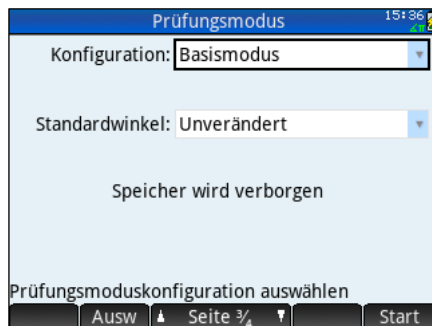 Prüfungsmodus 15:36
∠π
Konfiguration: Basismodus
Standardwinkel: Unverändert
Speicher wird verborgen
Prüfungsmoduskonfiguration auswählen
Ausw Seite ¾ Start